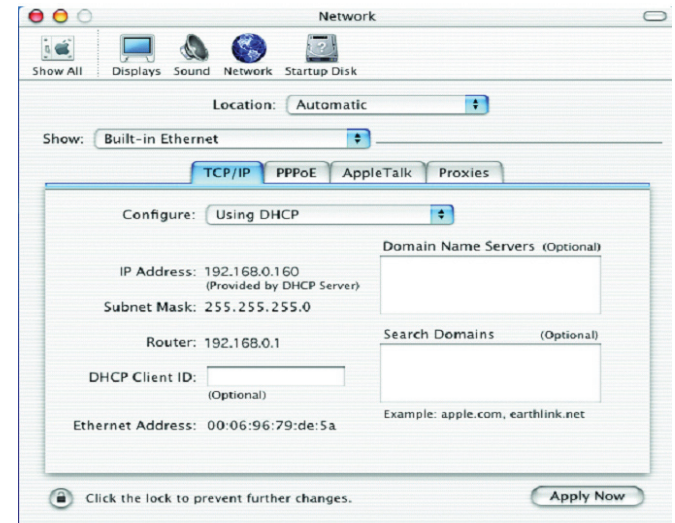 Network
Show All Displays Sound Network Startup Disk
Location: Automatic
Show: Built-in Ethernet
TCP/IP PPPoE AppleTalk Proxies
Configure: Using DHCP
Domain Name Servers (Optional)
IP Address: 192.168.0.160
(Provided by DHCP Server)
Subnet Mask: 255.255.255.0
Router: 192.168.0.1
Search Domains (Optional)
DHCP Client ID:
(Optional)
Example: apple.com, earthlink.net
Ethernet Address: 00:06:96:79:de:5a
Click the lock to prevent further changes.
Apply Now